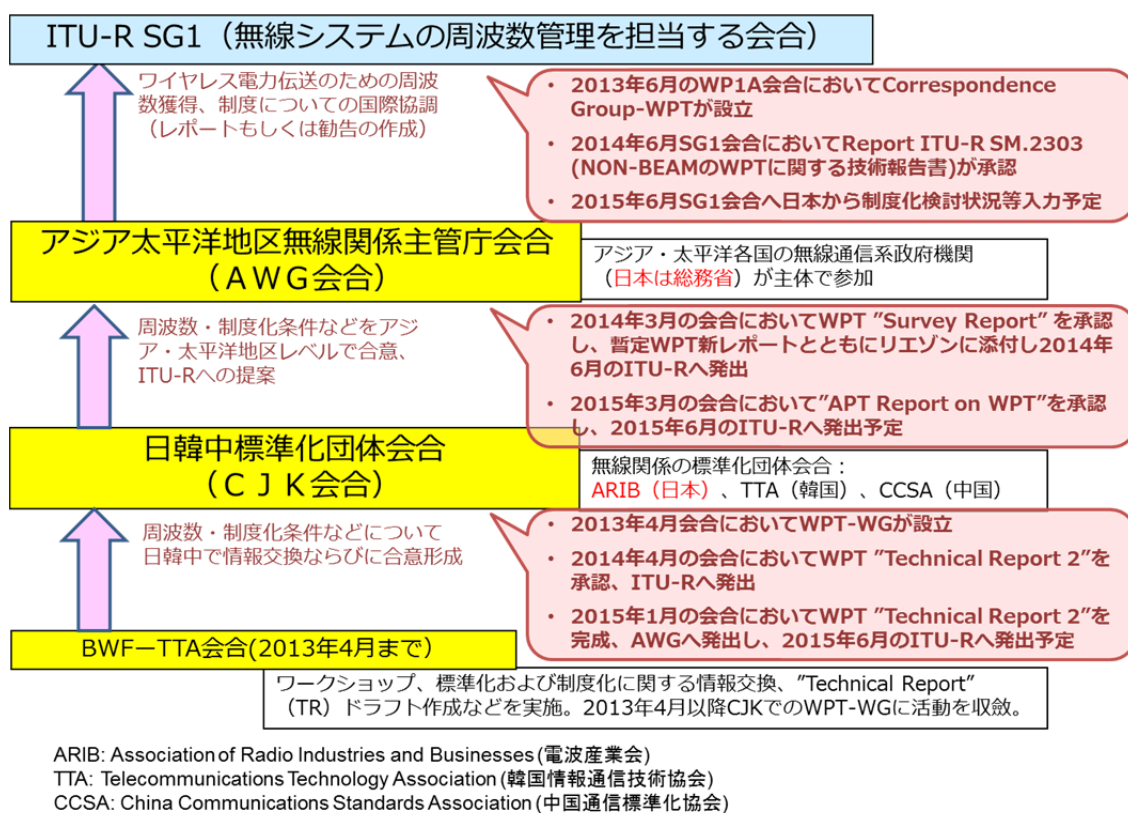 ITU-R SG1（無線システムの周波数管理を担当する会合）
ワイヤレス電力伝送のための周波
数獲得、制度についての国際協調
（レポートもしくは勧告の作成）
• 2013年6月のWP1A会合においてCorrespondence
Group-WPTが設立
• 2014年6月SG1会合においてReport ITU-R SM.2303
(NON-BEAMのWPTに関する技術報告書)が承認
• 2015年6月SG1会合へ日本から制度化検討状況等入力予定
アジア太平洋地区無線関係主管庁会合
（ＡＷＧ会合）
アジア・太平洋各国の無線通信系政府機関
（日本は総務省）が主体で参加
周波数・制度化条件などをアジ
ア・太平洋地区レベルで合意、
ITU-Rへの提案
• 2014年3月の会合においてWPT ”Survey Report” を承認
し、暫定WPT新レポートとともにリエゾンに添付し2014年
6月のITU-Rへ発出
• 2015年3月の会合において”APT Report on WPT”を承認
し、2015年6月のITU-Rへ発出予定
日韓中標準化団体会合
（ＣＪＫ会合）
無線関係の標準化団体会合：
ARIB（日本）、TTA（韓国）、CCSA（中国）
周波数・制度化条件などについて
日韓中で情報交換ならびに合意形成
• 2013年4月会合においてWPT-WGが設立
• 2014年4月の会合においてWPT ”Technical Report 2”を
承認、ITU-Rへ発出
• 2015年1月の会合においてWPT ”Technical Report 2”を
完成、AWGへ発出し、2015年6月のITU-Rへ発出予定
BWF－TTA会合(2013年4月まで）
ワークショップ、標準化および制度化に関する情報交換、”Technical Report”
（TR）ドラフト作成などを実施。2013年4月以降CJKでのWPT-WGに活動を収斂。
ARIB: Association of Radio Industries and Businesses (電波産業会)
TTA: Telecommunications Technology Association (韓国情報通信技術協会)
CCSA: China Communications Standards Association (中国通信標準化協会)